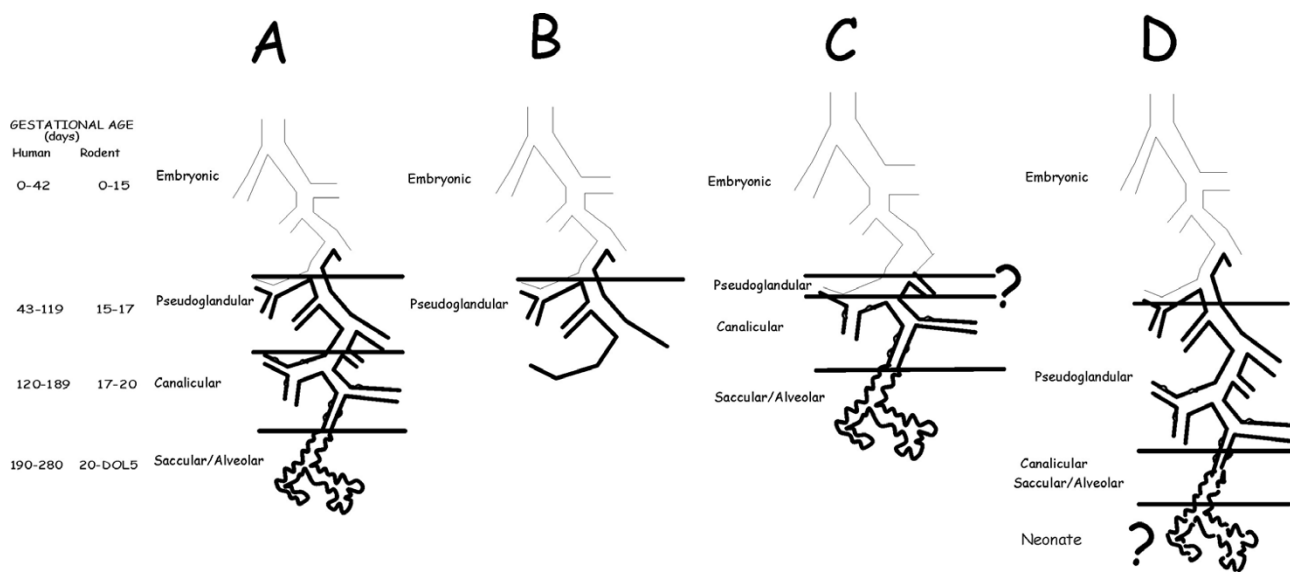 A B C D
GESTATIONAL AGE
(days)
Human Rodent
0-42 0-15 Embryonic Embryonic Embryonic Embryonic
43-119 15-17 Pseudoglandular Pseudoglandular Pseudoglandular ? 
Canalicular
Pseudoglandular
120-189 17-20 Canalicular
Saccular/Alveolar
190-280 20-DOL5 Saccular/Alveolar
Canalicular
Saccular/Alveolar
Neonate ?